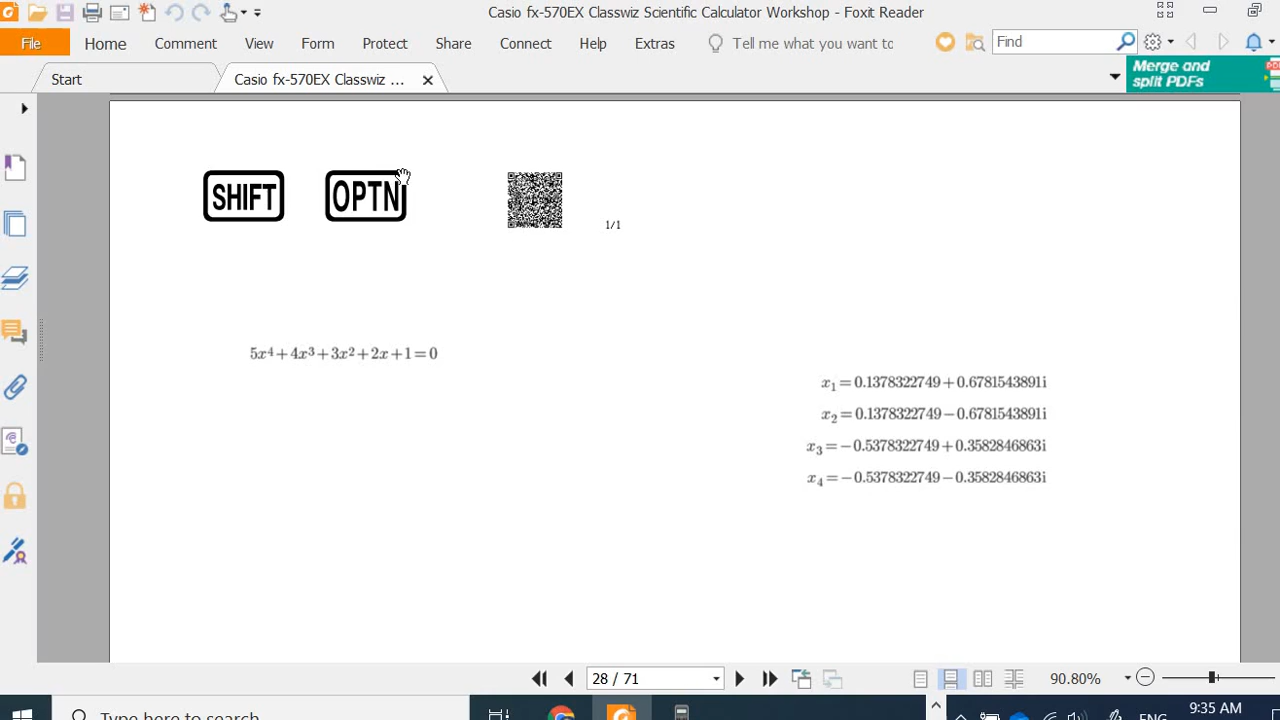 Casio fx-570EX Classwiz Scientific Calculator Workshop - Foxit Reader
File Home Comment View Form Protect Share Connect Help Extras Tell me what you want to Find
Start Casio fx-570EX Classwiz ... Merge and split PDFs
SHIFT OPTN
1/1
5x⁴+4x³+3x²+2x+1=0
x₁=0.1378322749+0.6781543891i
x₂=0.1378322749−0.6781543891i
x₃=−0.5378322749+0.3582846863i
x₄=−0.5378322749−0.3582846863i
28 / 71 90.80%
Type here to search ENG 9:35 AM